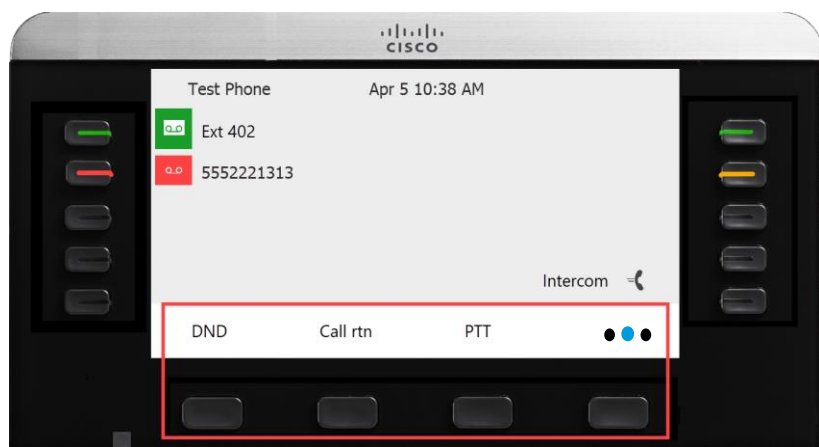 CISCO
Test Phone Apr 5 10:38 AM
Ext 402
5552221313
Intercom
DND Call rtn PTT